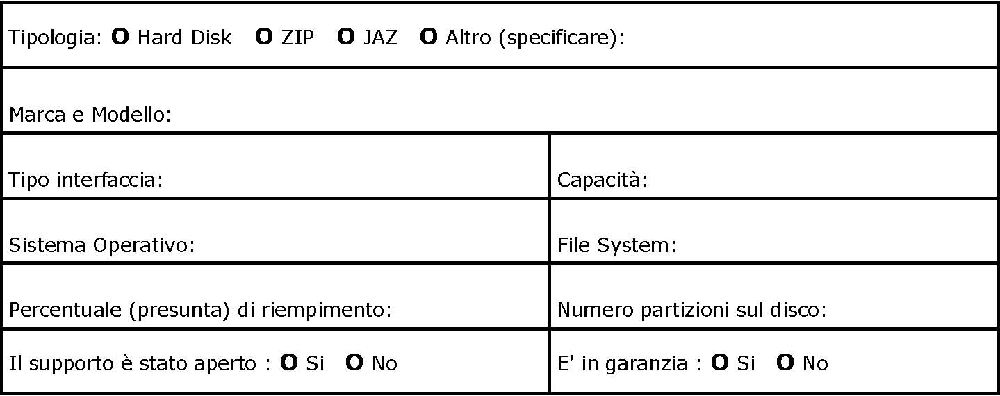 Tipologia: O Hard Disk O ZIP O JAZ O Altro (specificare):
Marca e Modello:
Tipo interfaccia: Capacità:
Sistema Operativo: File System:
Percentuale (presunta) di riempimento: Numero partizioni sul disco:
Il supporto è stato aperto : O Si O No E' in garanzia : O Si O No